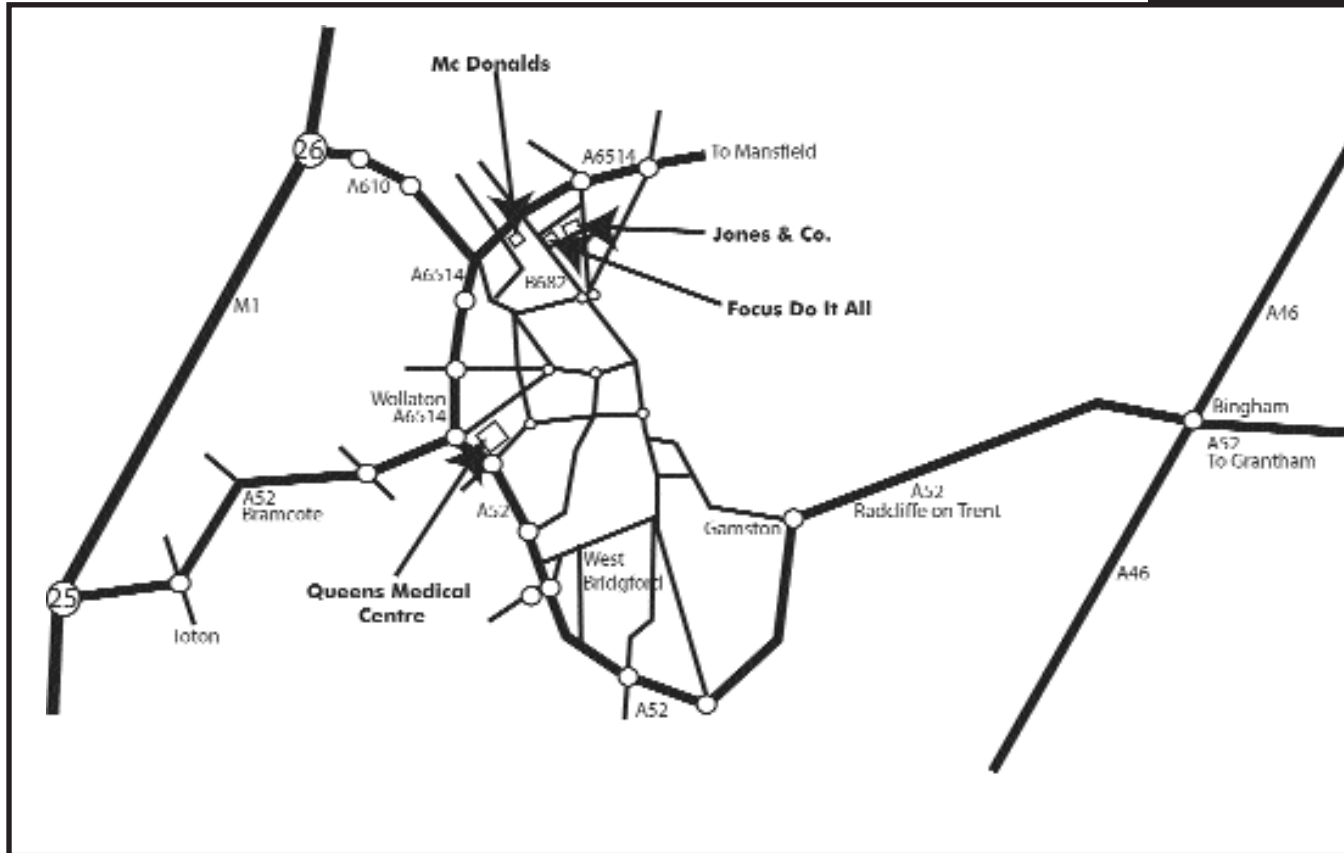 Mc Donalds
26
A6514
To Mansfield
A610
Jones & Co.
A6514
B682
M1
Focus Do It All
A46
Wollaton
A6514
Bingham
A52
To Grantham
A52
Bramcote
A52
A52
Radcliffe on Trent
Gamston
West
Bridgford
A46
25
Queens Medical
Centre
Toton
A52